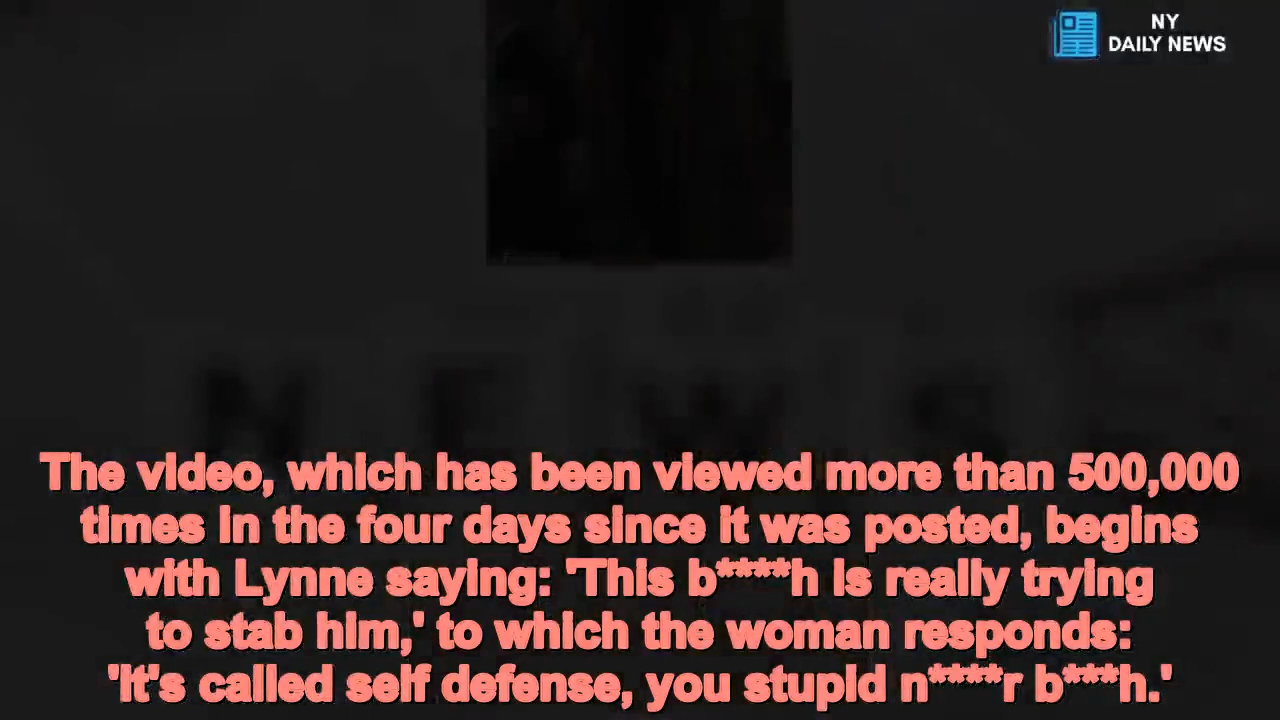 NY
DAILY NEWS
N E W S
The video, which has been viewed more than 500,000
times in the four days since it was posted, begins
with Lynne saying: 'This b****h is really trying
to stab him,' to which the woman responds:
'It's called self defense, you stupid n****r b***h.'